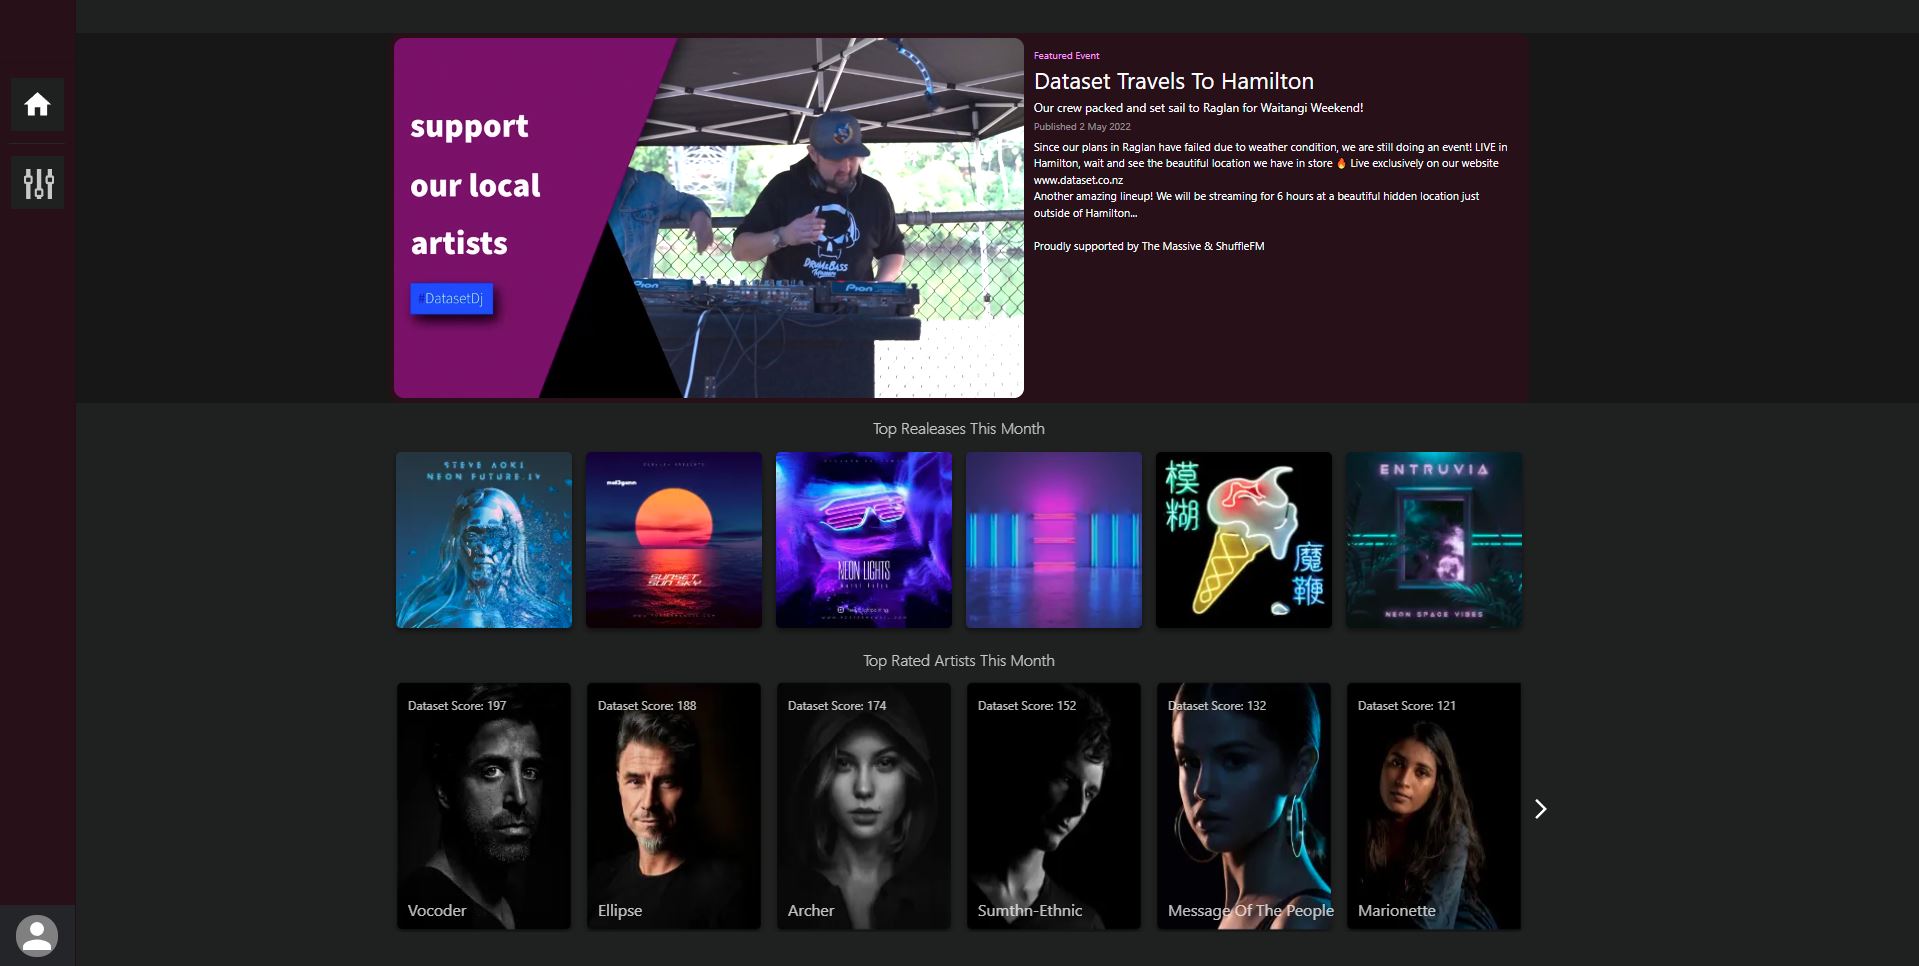 Featured Event
Dataset Travels To Hamilton
Our crew packed and set sail to Raglan for Waitangi Weekend!
Published 2 May 2022
Since our plans in Raglan have failed due to weather condition, we are still doing an event! LIVE in
Hamilton, wait and see the beautiful location we have in store 🔥 Live exclusively on our website
www.dataset.co.nz
Another amazing lineup! We will be streaming for 6 hours at a beautiful hidden location just
outside of Hamilton...
Proudly supported by The Massive & ShuffleFM
support
our local
artists
#DatasetDj
DRUM&BASS
Pion
Pion
Top Realeases This Month
STEVE AOKI
NEON FUTURE.IV
SUNSET
SUN SKY
NEON LIGHTS
模糊
魔鞭
ENTRUVIA
NEON SPACE VIBES
Top Rated Artists This Month
Dataset Score: 197
Vocoder
Dataset Score: 188
Ellipse
Dataset Score: 174
Archer
Dataset Score: 152
Sumthn-Ethnic
Dataset Score: 132
Message Of The People
Dataset Score: 121
Marionette